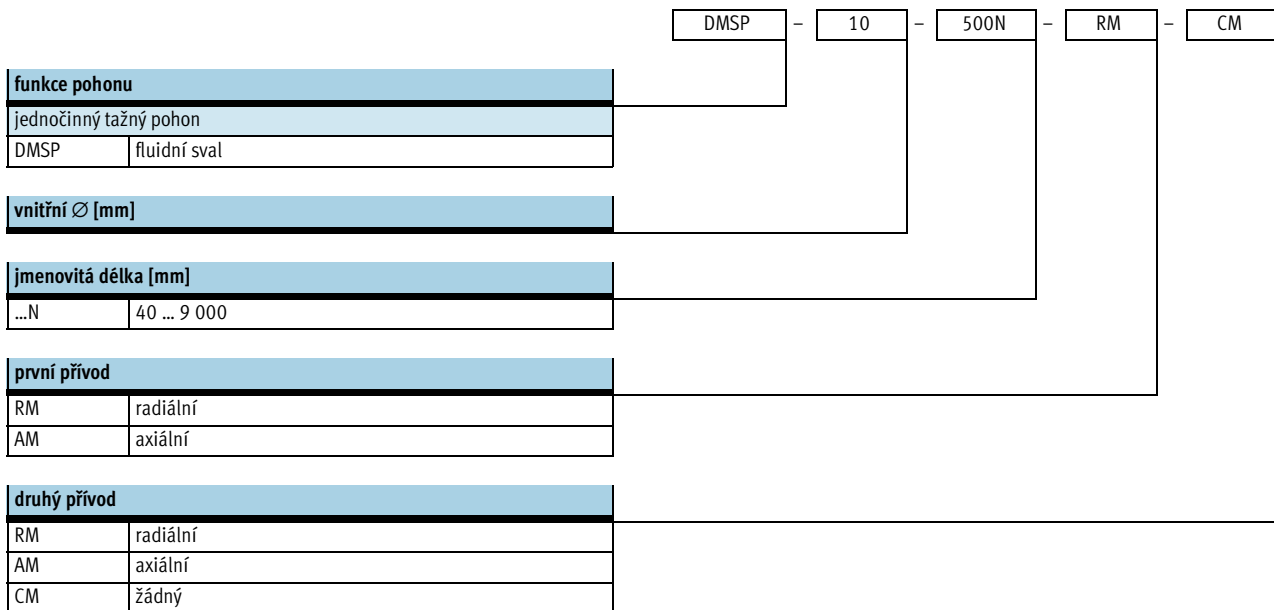 DMSP – 10 – 500N – RM – CM
funkce pohonu
jednočinný tažný pohon
DMSP fluidní sval
vnitřní ∅ [mm]
jmenovitá délka [mm]
...N 40 ... 9 000
první přívod
RM radiální
AM axiální
druhý přívod
RM radiální
AM axiální
CM žádný